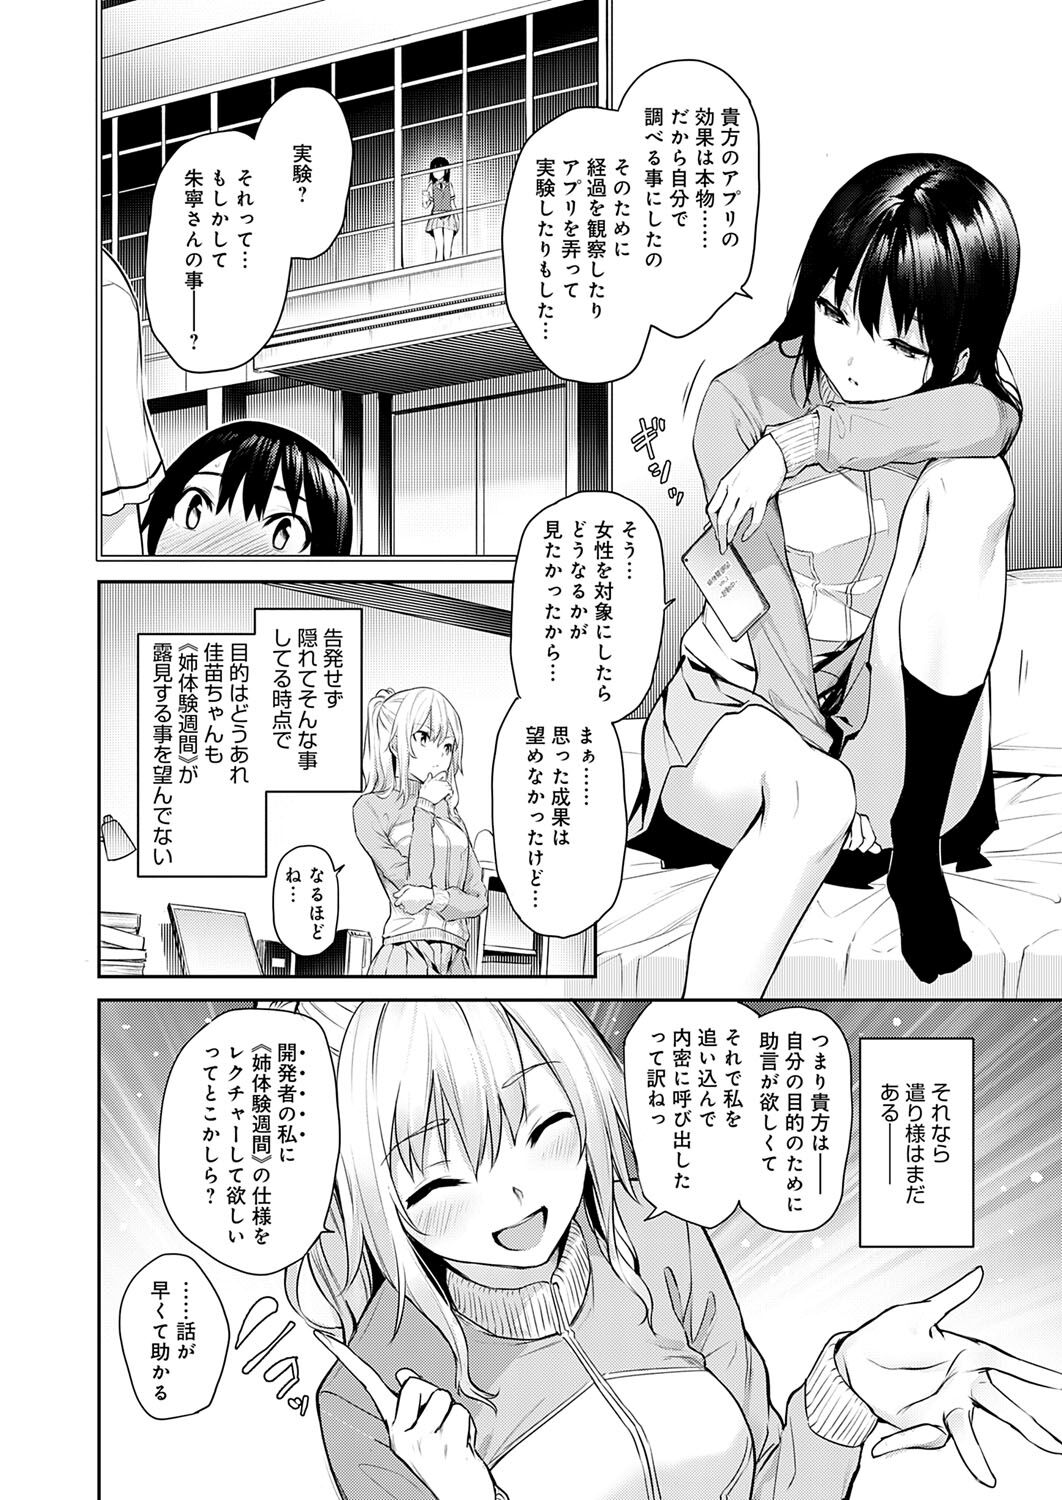 貴方のアプリの
効果は本物……
だから自分で
調べる事にしたの
そのために
経過を観察したり
アプリを弄って
実験したりもした…
実験？
それって…
もしかして
朱寧さんの事──？
ギシッ
そう…
女性を対象にしたら
どうなるかが
見たかったから…
まぁ……
思った成果は
望めなかったけど…
告発せず
隠れてそんな事
してる時点で
目的はどうあれ
佳苗ちゃんも
《姉体験週間》が
露見する事を望んでない
なるほど
ね…
それなら
遣り様はまだ
ある──
つまり貴方は──
自分の目的のために
助言が欲しくて
それで私を
追い込んで
内密に呼び出した
って訳ねっ
開発者の私に
《姉体験週間》の仕様を
レクチャーして欲しい
ってとこかしら？
ニコッ
……話が
早くて助かる